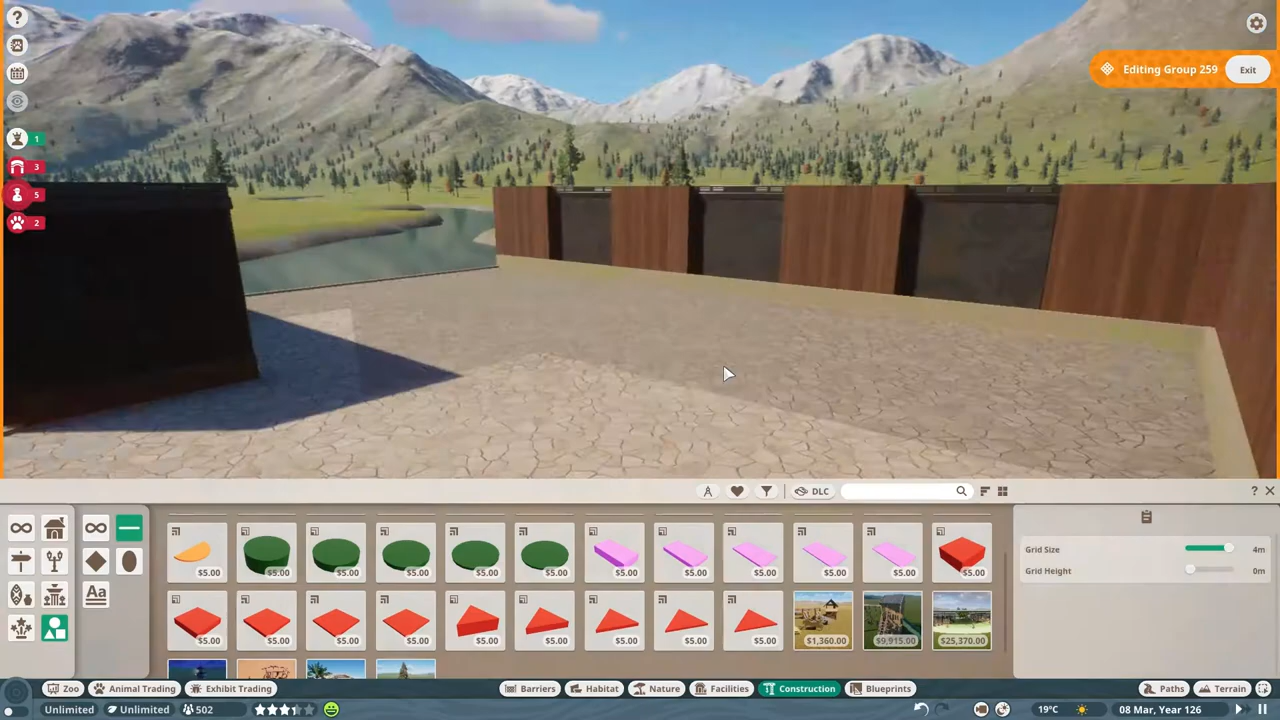 ?
Editing Group 259 Exit
1
3
5
2
DLC
? X
$5.00 $5.00 $5.00 $5.00 $5.00 $5.00 $5.00 $5.00 $5.00 $5.00 $5.00 $5.00
Grid Size 4m
Grid Height 0m
Aa
$5.00 $5.00 $5.00 $5.00 $5.00 $5.00 $5.00 $5.00 $5.00 $1,360.00 $9,915.00 $25,370.00
Zoo Animal Trading Exhibit Trading Barriers Habitat Nature Facilities Construction Blueprints Paths Terrain
Unlimited Unlimited 502 19°C 08 Mar, Year 126